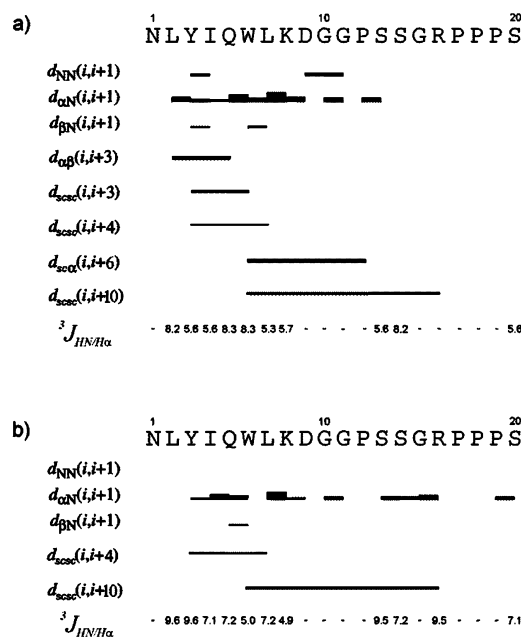 a)
1 10 20
N L Y I Q W L K D G G P S S G R P P P S
dNN(i,i+1)
dαN(i,i+1)
dβN(i,i+1)
dαβ(i,i+3)
dscsc(i,i+3)
dscsc(i,i+4)
dscα(i,i+6)
dscsc(i,i+10)
³JHN/Hα - 8.2 5.6 5.6 8.3 8.3 5.3 5.7 - - - - 5.6 8.2 - - - - - 5.6
b)
1 10 20
N L Y I Q W L K D G G P S S G R P P P S
dNN(i,i+1)
dαN(i,i+1)
dβN(i,i+1)
dscsc(i,i+4)
dscsc(i,i+10)
³JHN/Hα - 9.6 9.6 7.1 7.2 5.0 7.2 4.9 - - - - - 9.5 7.2 - 9.5 - - - 7.1